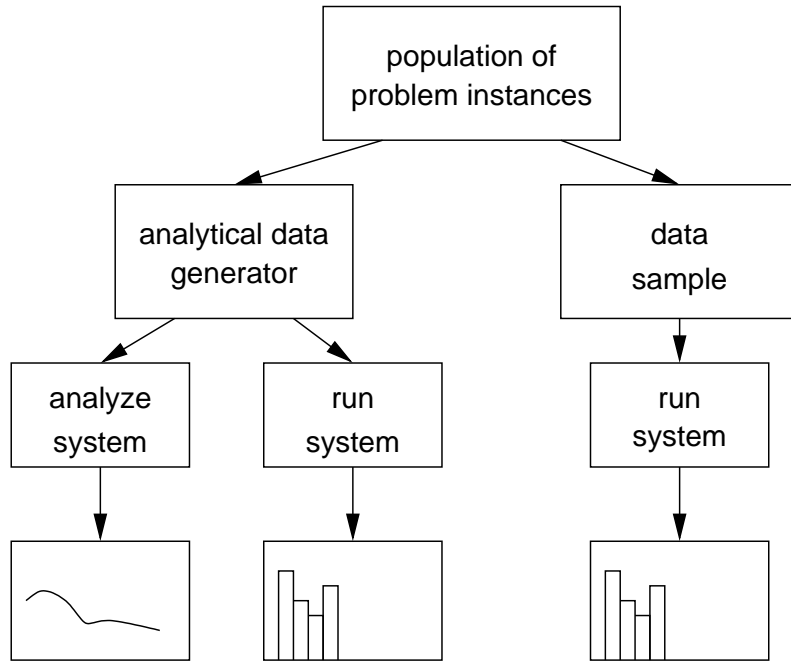 population of
problem instances
analytical data
generator
data
sample
analyze
system
run
system
run
system